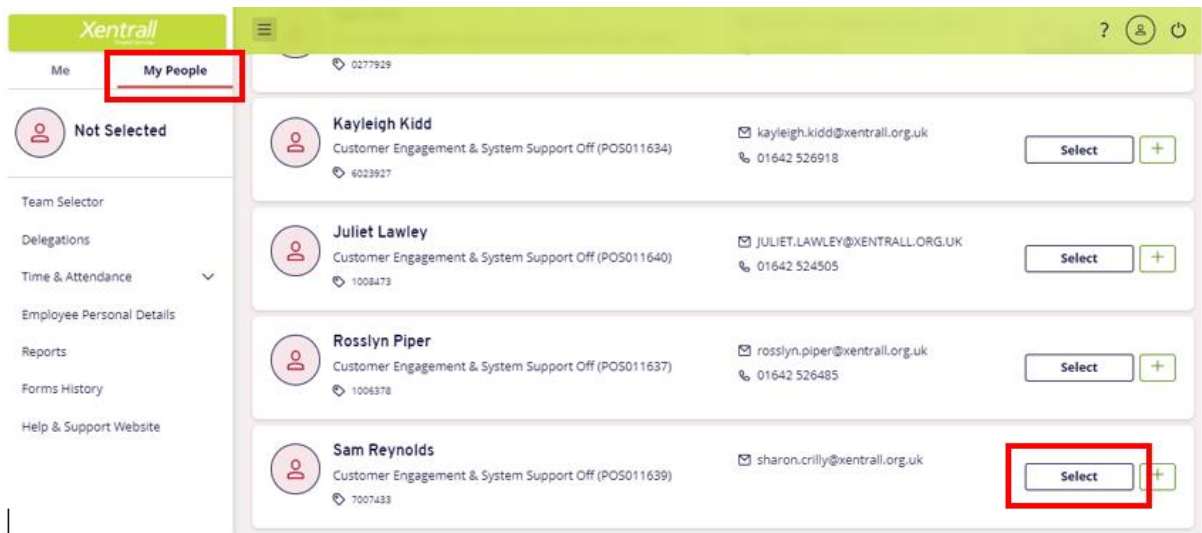 Xentrall
Me
My People
Not Selected
Team Selector
Delegations
Time & Attendance
Employee Personal Details
Reports
Forms History
Help & Support Website
?
0277929
Kayleigh Kidd
Customer Engagement & System Support Off (POS011634)
6023927
kayleigh.kidd@xentrall.org.uk
01642 526918
Select
+
Juliet Lawley
Customer Engagement & System Support Off (POS011640)
1008473
JULIET.LAWLEY@XENTRALL.ORG.UK
01642 524505
Select
+
Rosslyn Piper
Customer Engagement & System Support Off (POS011637)
1006378
rosslyn.piper@xentrall.org.uk
01642 526485
Select
+
Sam Reynolds
Customer Engagement & System Support Off (POS011639)
7007433
sharon.crilly@xentrall.org.uk
Select
+